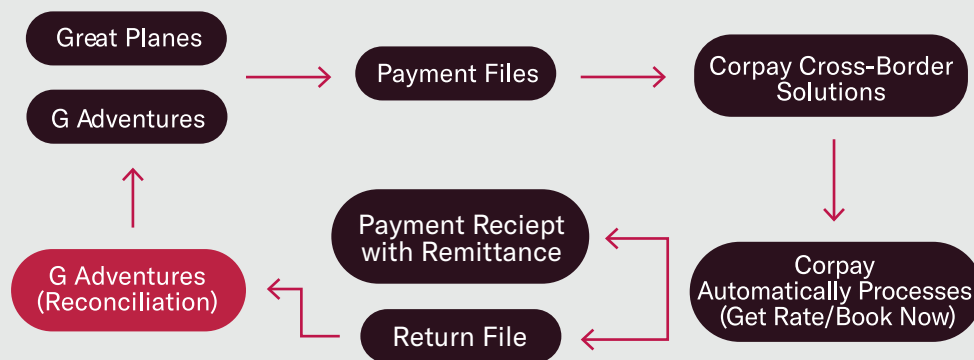 Great Planes
G Adventures
Payment Files
Corpay Cross-Border
Solutions
Corpay
Automatically Processes
(Get Rate/Book Now)
Payment Reciept
with Remittance
Return File
G Adventures
(Reconciliation)